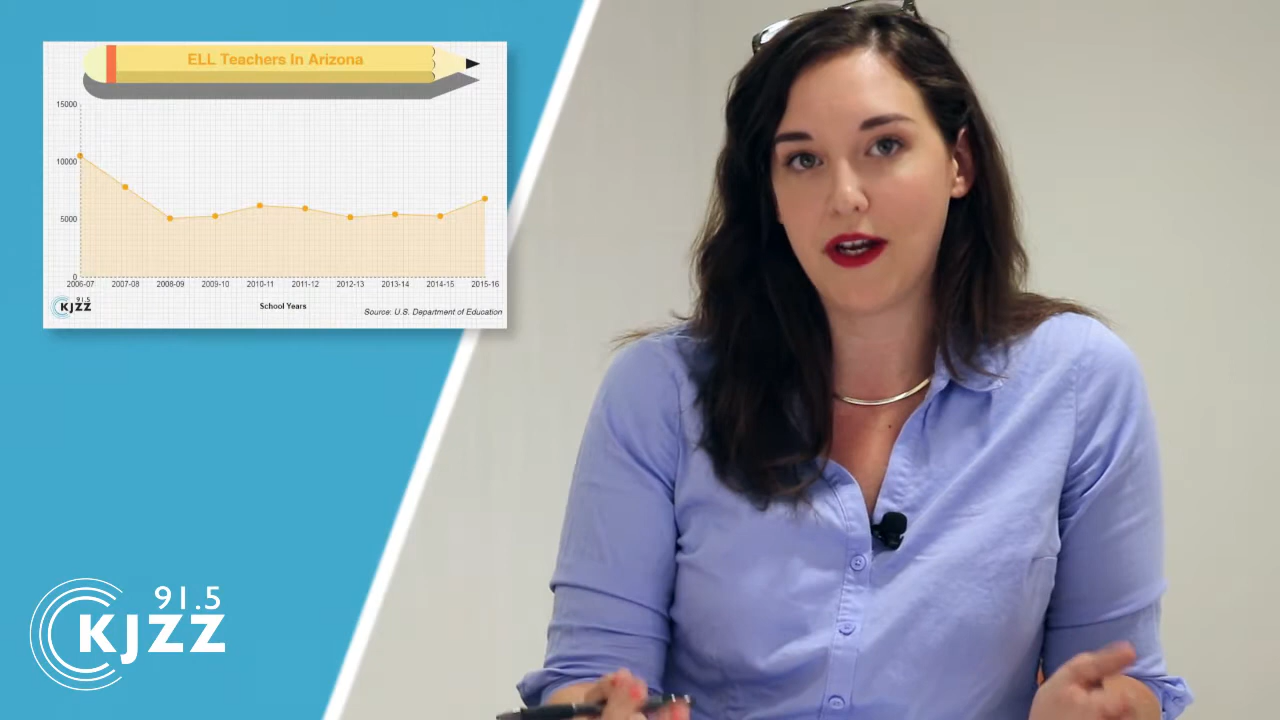 ELL Teachers In Arizona
15000
10000
5000
0
2006-07 2007-08 2008-09 2009-10 2010-11 2011-12 2012-13 2013-14 2014-15 2015-16
School Years
91.5
KJZZ
Source: U.S. Department of Education
91.5
KJZZ